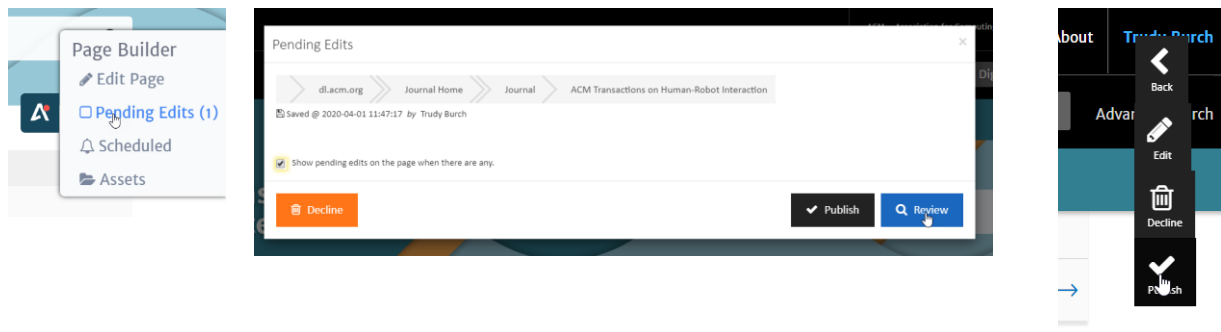 Page Builder
Edit Page
Pending Edits (1)
Scheduled
Assets
Pending Edits
dl.acm.org Journal Home Journal ACM Transactions on Human-Robot Interaction
Saved @ 2020-04-01 11:47:17 by Trudy Burch
Show pending edits on the page when there are any.
Decline
Publish
Review
About
Back
Edit
Decline
Publish